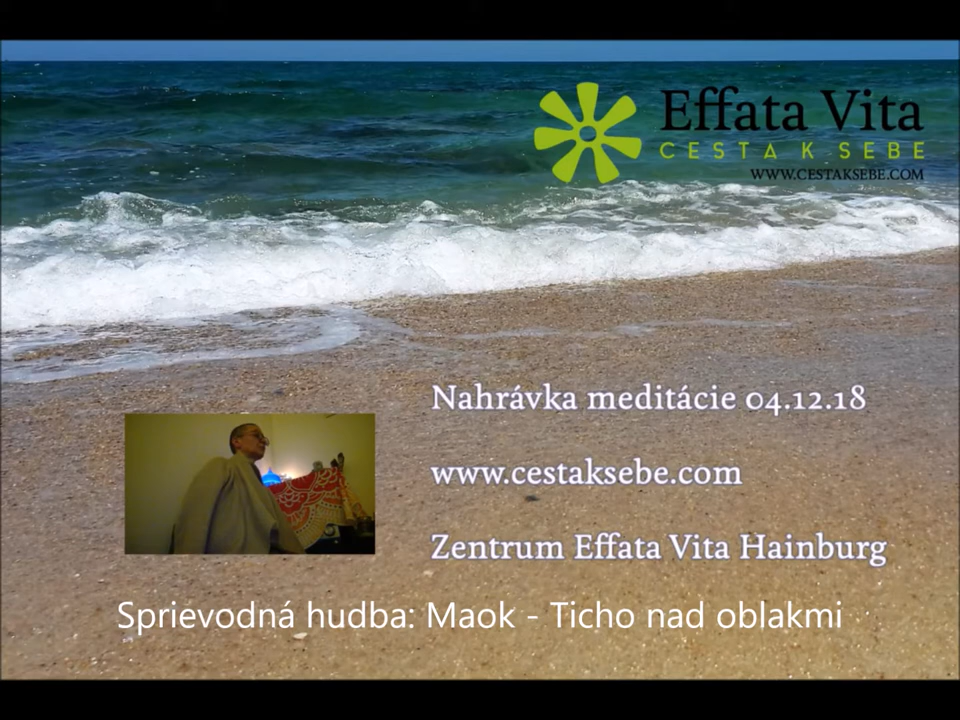 Effata Vita
CESTA K SEBE
WWW.CESTAKSEBE.COM
Nahrávka meditácie 04.12.18
www.cestaksebe.com
Zentrum Effata Vita Hainburg
Sprievodná hudba: Maok - Ticho nad oblakmi